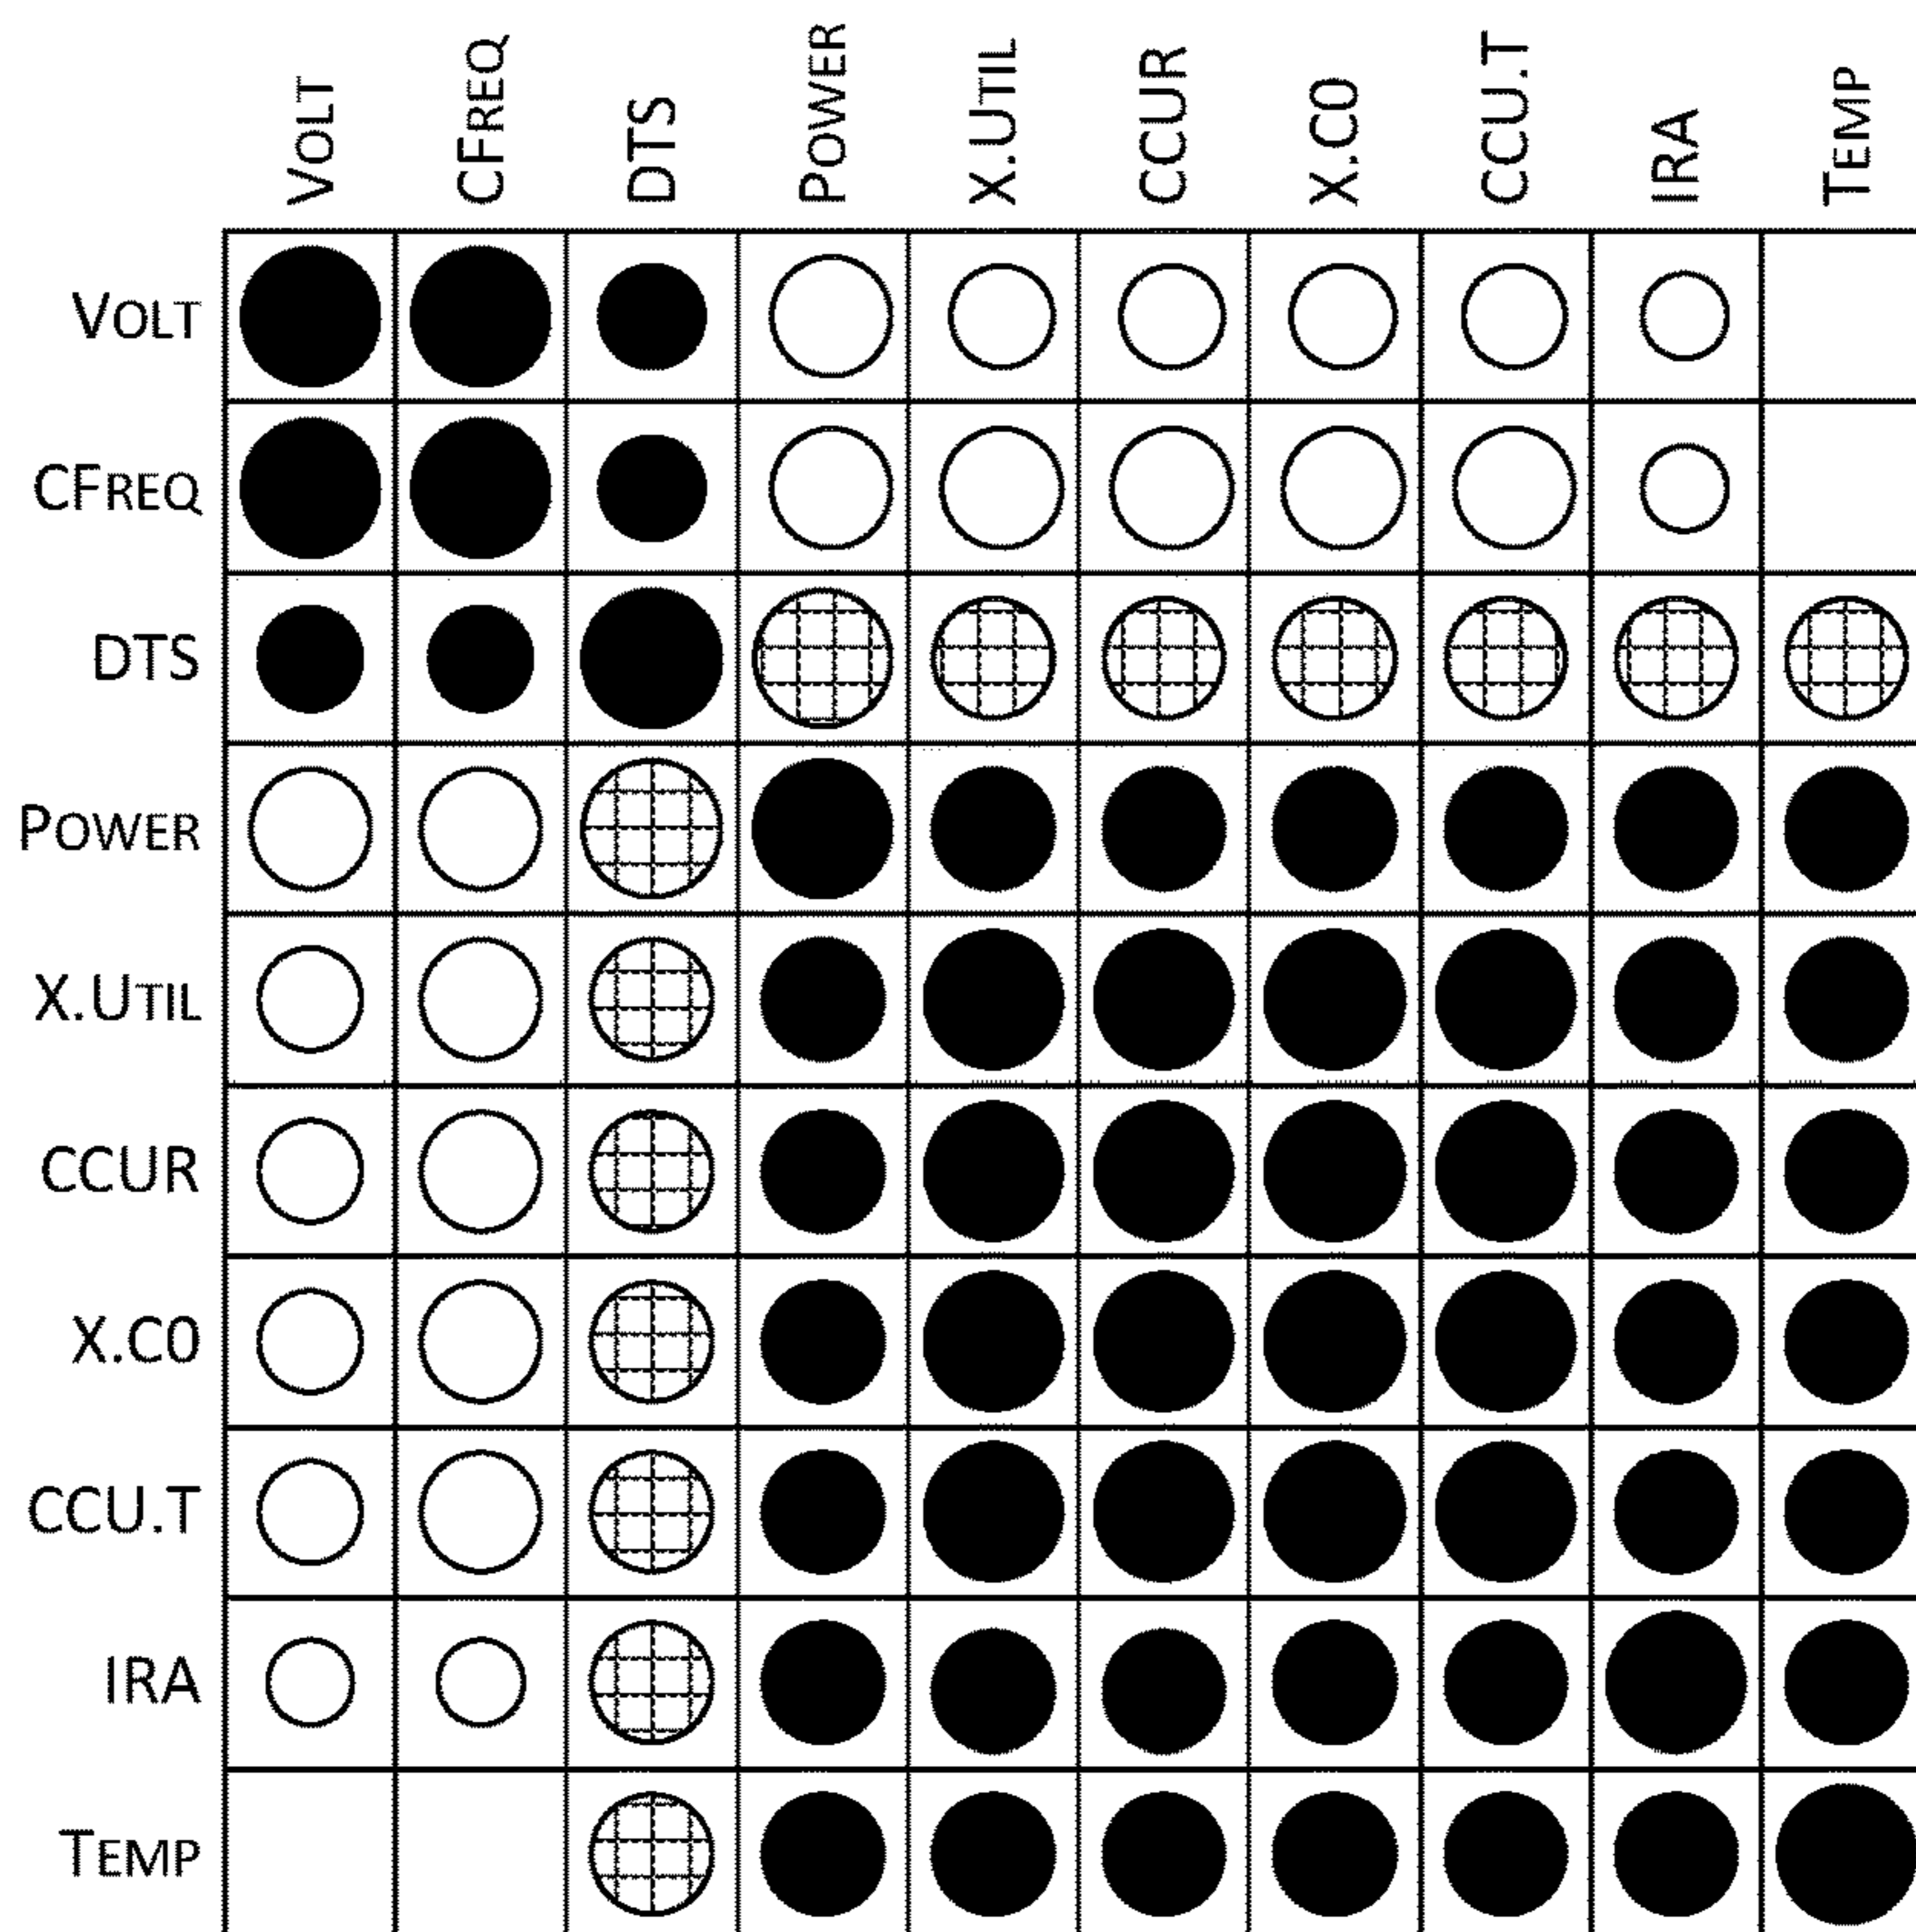 VOLT
CFREQ
DTS
POWER
X.UTIL
CCUR
X.C0
CCU.T
IRA
TEMP
VOLT
CFREQ
DTS
POWER
X.UTIL
CCUR
X.C0
CCU.T
IRA
TEMP